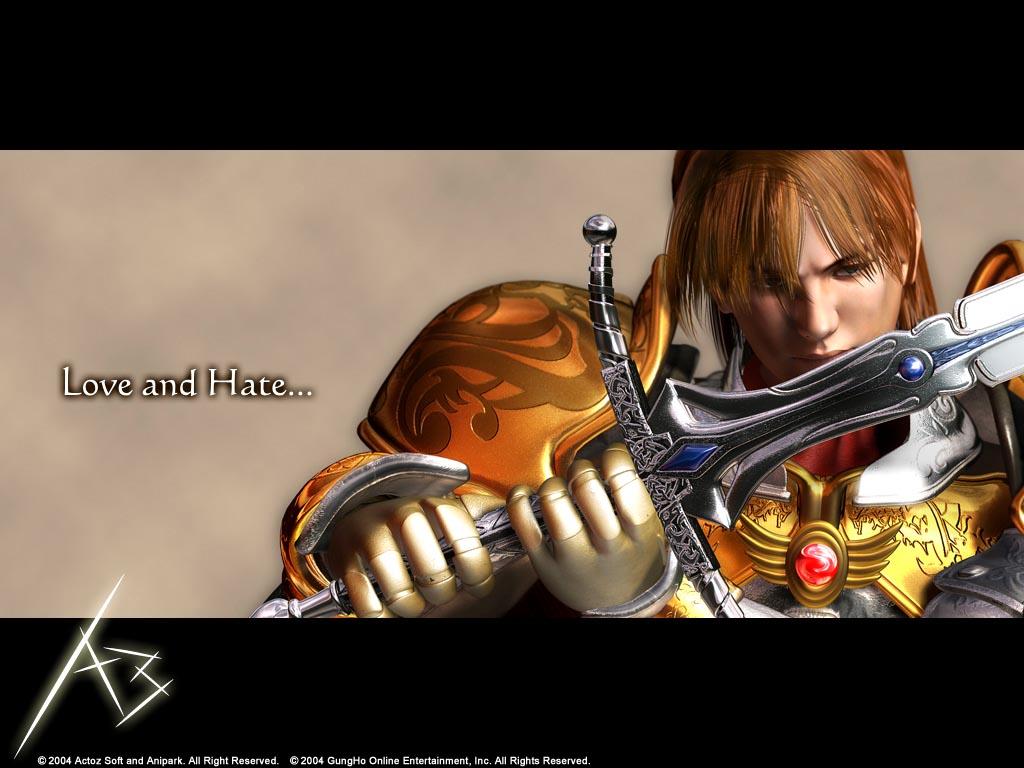 Love and Hate...
A3
© 2004 Actoz Soft and Anipark. All Right Reserved. © 2004 GungHo Online Entertainment, Inc. All Rights Reserved.